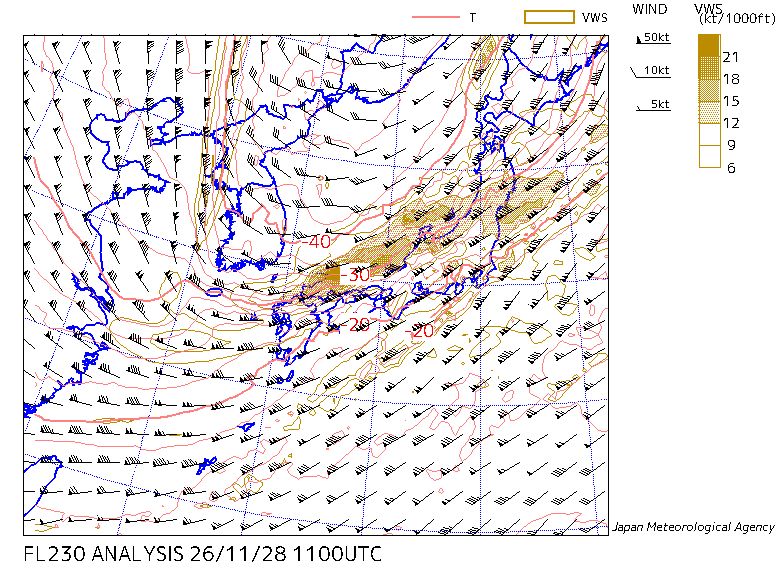 T VWS
WIND VWS
(kt/1000ft)
50kt
10kt
5kt
21
18
15
12
9
6
-40
-30
-20
-20
Japan Meteorological Agency
FL230 ANALYSIS 26/11/28 1100UTC